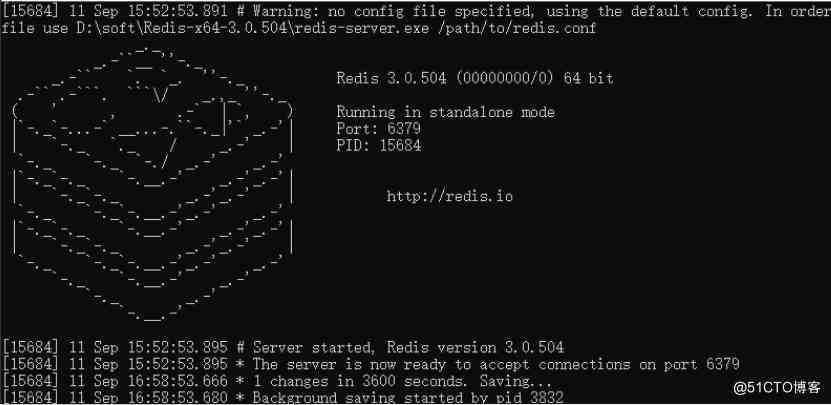 [15684] 11 Sep 15:52:53.891 # Warning: no config file specified, using the default config. In order
file use D:\soft\Redis-x64-3.0.504\redis-server.exe /path/to/redis.conf
Redis 3.0.504 (00000000/0) 64 bit
Running in standalone mode
Port: 6379
PID: 15684
http://redis.io
[15684] 11 Sep 15:52:53.895 # Server started, Redis version 3.0.504
[15684] 11 Sep 15:52:53.895 * The server is now ready to accept connections on port 6379
[15684] 11 Sep 16:58:53.666 * 1 changes in 3600 seconds. Saving...
[15684] 11 Sep 16:58:53.680 * Background saving started by pid 3832
@51CTO博客